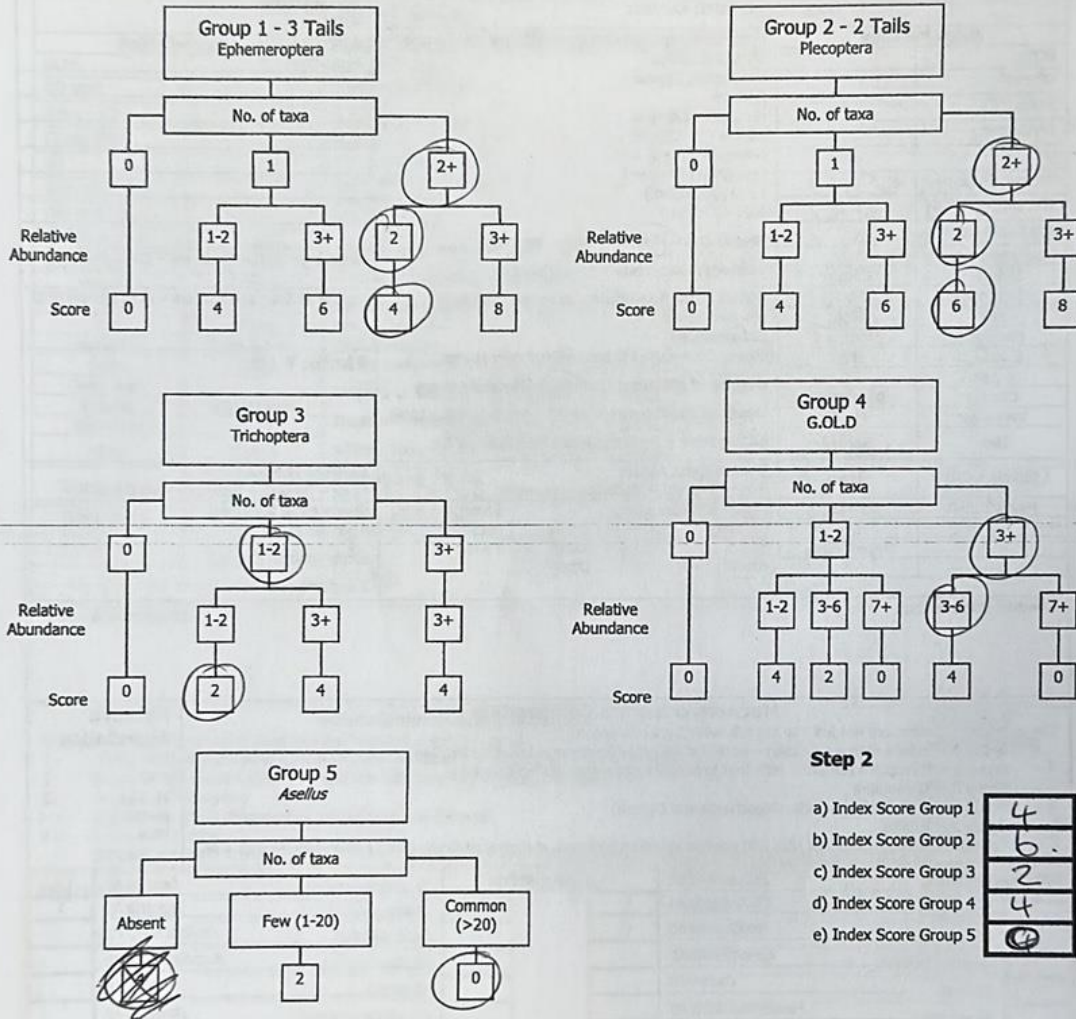 Group 1 - 3 Tails
Ephemeroptera
No. of taxa
0 1 2+
Relative Abundance
1-2 3+ 2 3+
Score
0 4 6 4 8
Group 2 - 2 Tails
Plecoptera
No. of taxa
0 1 2+
Relative Abundance
1-2 3+ 2 3+
Score
0 4 6 6 8
Group 3
Trichoptera
No. of taxa
0 1-2 3+
Relative Abundance
1-2 3+ 3+
Score
0 2 4 4
Group 4
G.OL.D
No. of taxa
0 1-2 3+
Relative Abundance
1-2 3-6 7+ 3-6 7+
Score
0 4 2 0 4 0
Group 5
Asellus
No. of taxa
Absent
Few (1-20)
Common
(>20)
2 0
Step 2
a) Index Score Group 1 4
b) Index Score Group 2 6.
c) Index Score Group 3 2
d) Index Score Group 4 4
e) Index Score Group 5